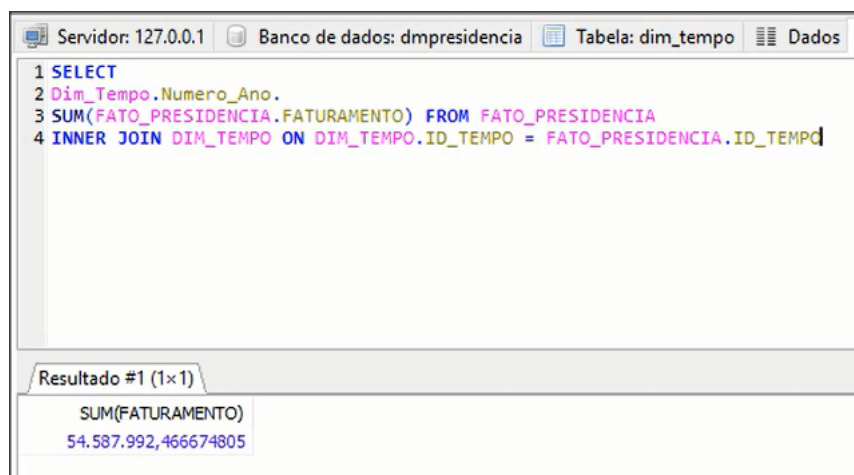 Servidor: 127.0.0.1 Banco de dados: dmpresidencia Tabela: dim_tempo Dados
1 SELECT
2 Dim_Tempo.Numero_Ano.
3 SUM(FATO_PRESIDENCIA.FATURAMENTO) FROM FATO_PRESIDENCIA
4 INNER JOIN DIM_TEMPO ON DIM_TEMPO.ID_TEMPO = FATO_PRESIDENCIA.ID_TEMPO
Resultado #1 (1×1)
SUM(FATURAMENTO)
54.587.992,466674805